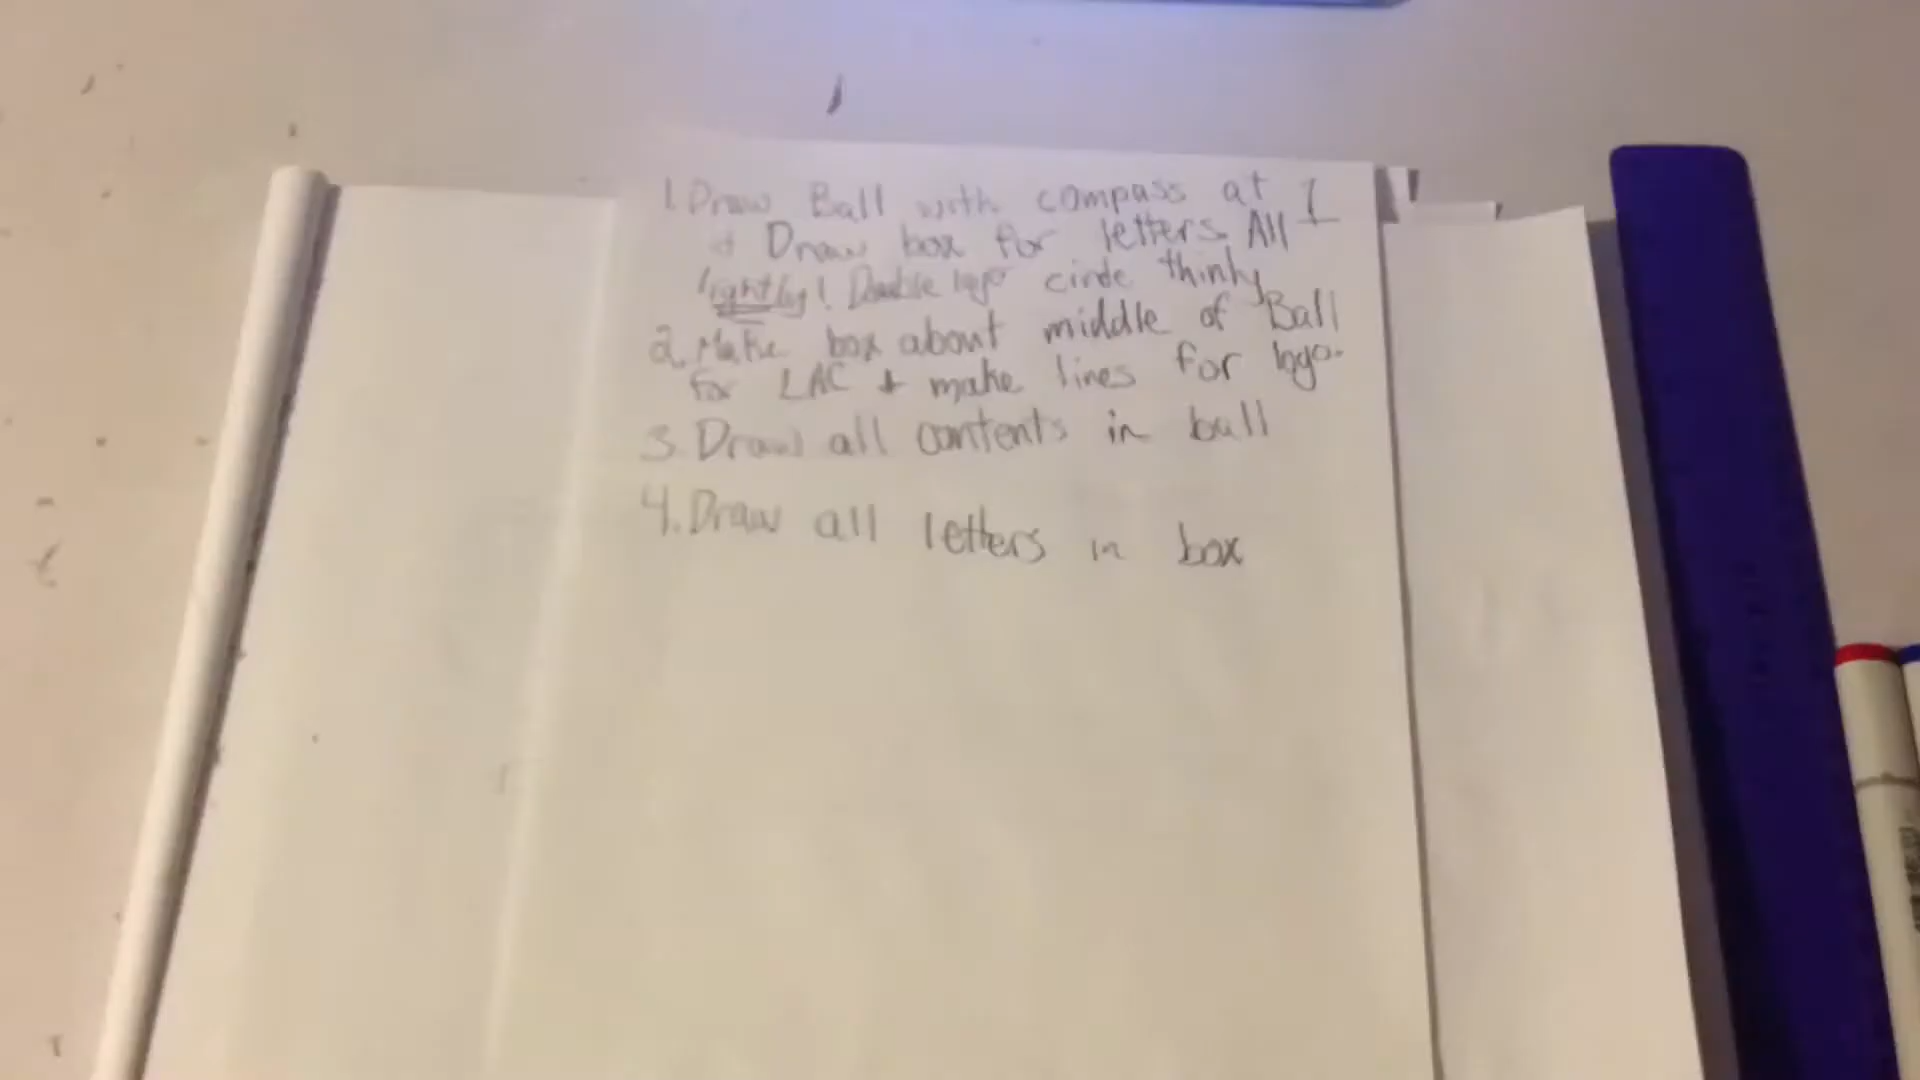 1. Draw Ball with compass at 1
+ Draw box for letters. All
lightly! Double layer circle thinly
2. Make box about middle of Ball
for LAC + make lines for logo.
3. Draw all contents in ball
4. Draw all letters in box